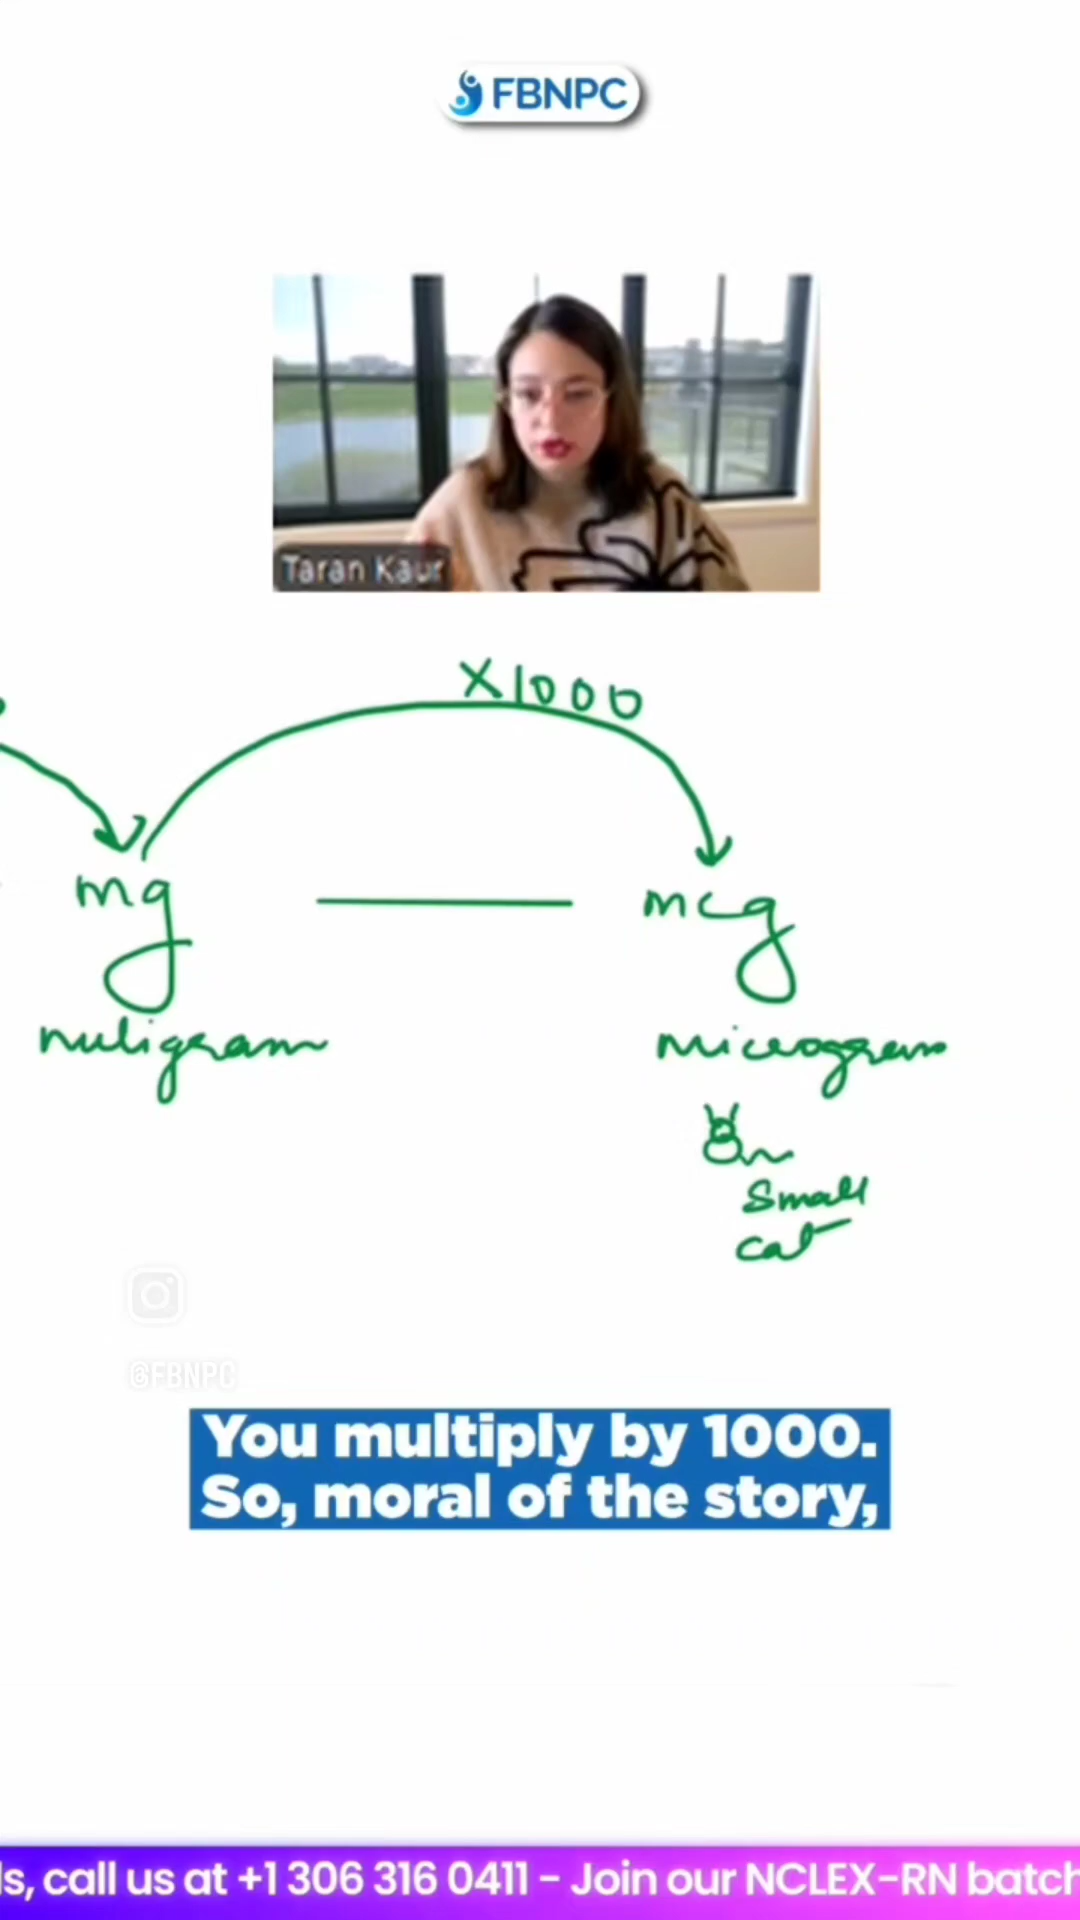 FBNPC
Taran Kaur
X1000
mg
mcg
miligram
microgram
Small
cat
@FBNPC
You multiply by 1000.
So, moral of the story,
ls, call us at +1 306 316 0411 - Join our NCLEX-RN batch